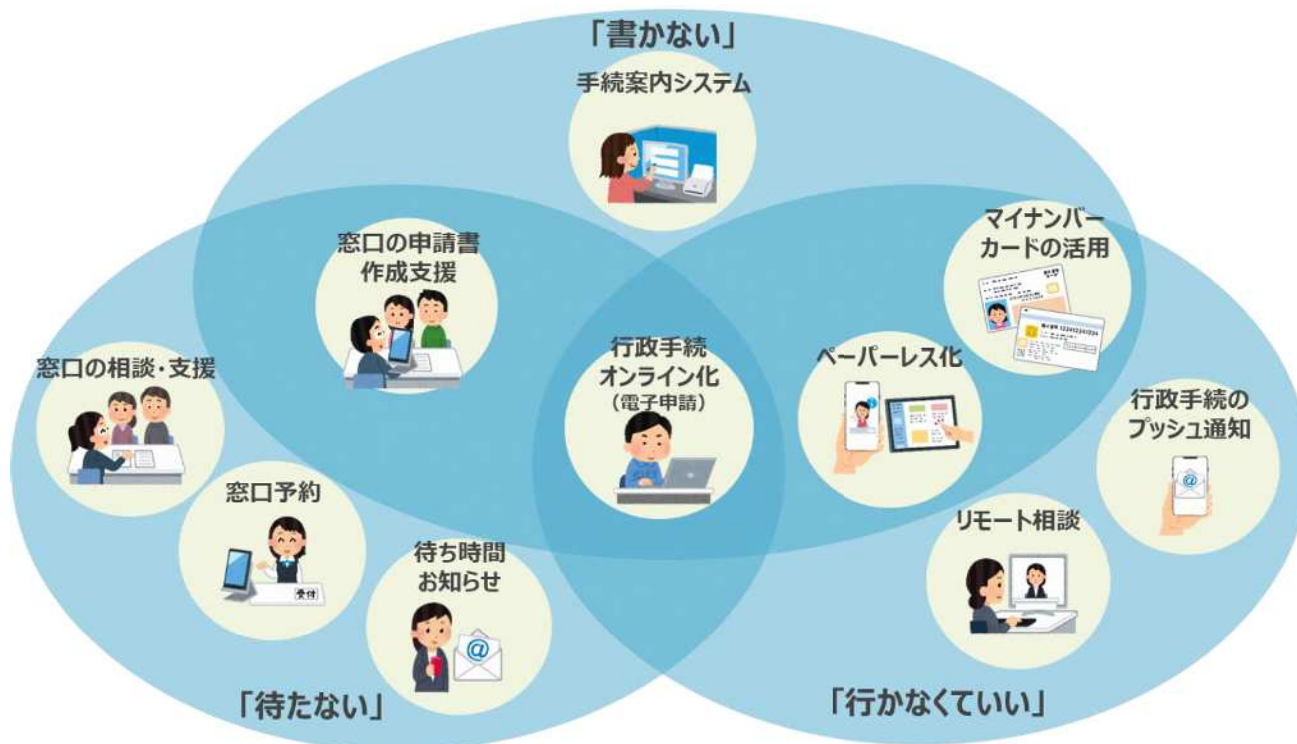 「書かない」
手続案内システム
マイナンバー
カードの活用
窓口の申請書
作成支援
行政手続
オンライン化
（電子申請）
ペーパーレス化
窓口の相談・支援
行政手続の
プッシュ通知
窓口予約
受付
待ち時間
お知らせ
リモート相談
「待たない」
「行かなくていい」